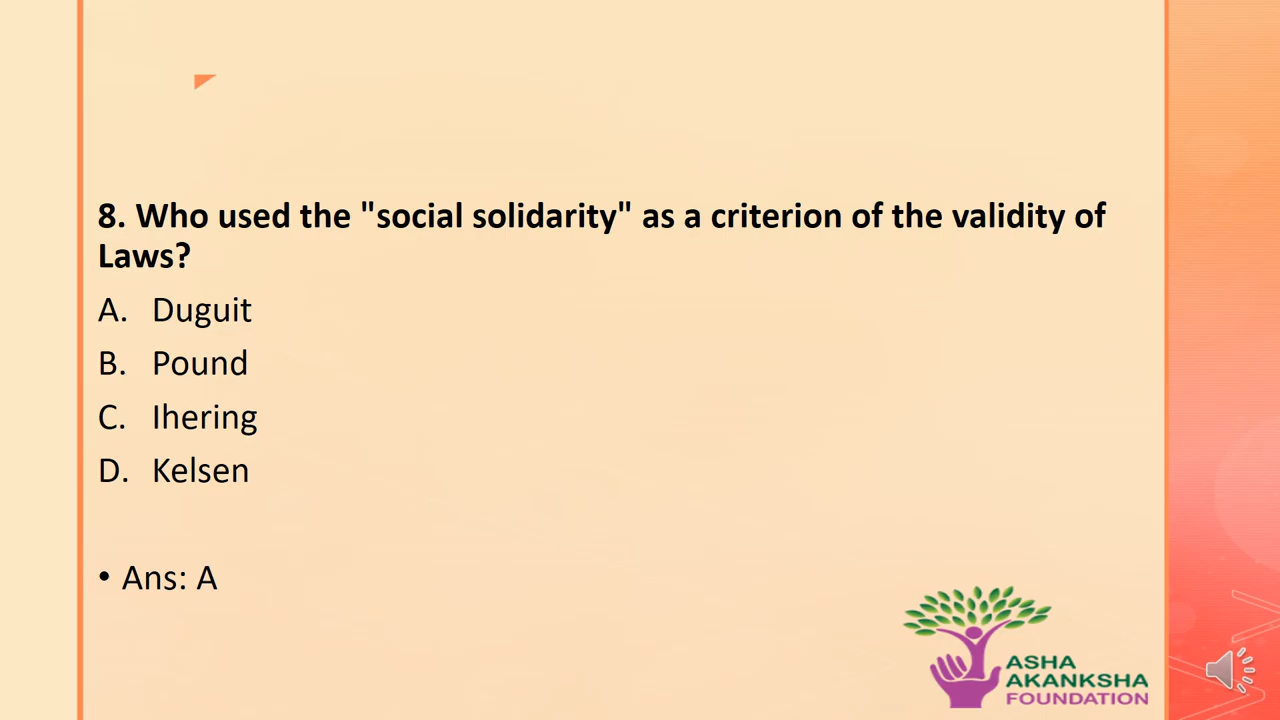 8. Who used the "social solidarity" as a criterion of the validity of
Laws?
A. Duguit
B. Pound
C. Ihering
D. Kelsen
• Ans: A
ASHA
AKANKSHA
FOUNDATION